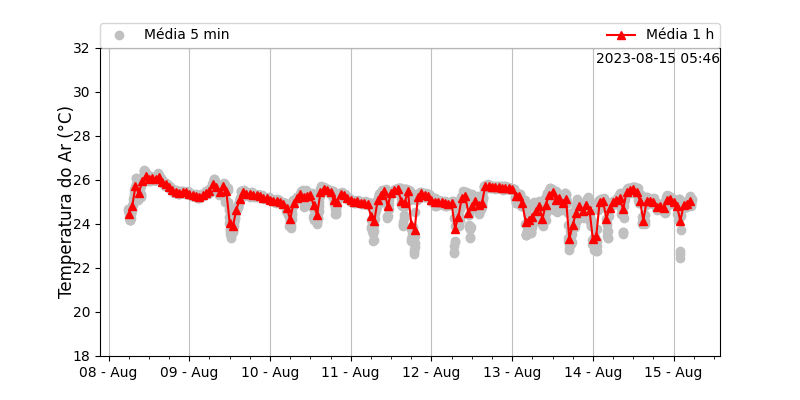 Média 5 min
Média 1 h
2023-08-15 05:46
Temperatura do Ar (°C)
32
30
28
26
24
22
20
18
08 - Aug
09 - Aug
10 - Aug
11 - Aug
12 - Aug
13 - Aug
14 - Aug
15 - Aug